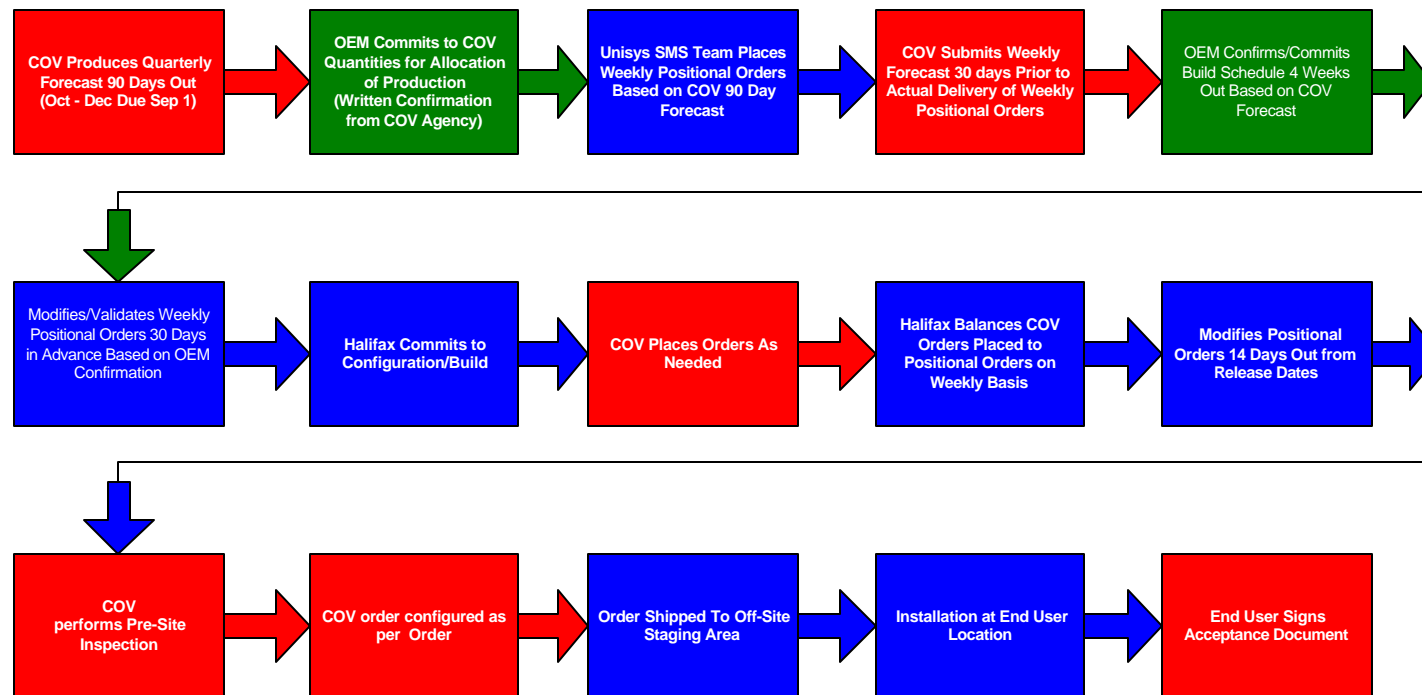 COV Produces Quarterly
Forecast 90 Days Out
(Oct - Dec Due Sep 1)
OEM Commits to COV
Quantities for Allocation
of Production
(Written Confirmation
from COV Agency)
Unisys SMS Team Places
Weekly Positional Orders
Based on COV 90 Day
Forecast
COV Submits Weekly
Forecast 30 days Prior to
Actual Delivery of Weekly
Positional Orders
OEM Confirms/Commits
Build Schedule 4 Weeks
Out Based on COV
Forecast
Modifies/Validates Weekly
Positional Orders 30 Days
in Advance Based on OEM
Confirmation
Halifax Commits to
Configuration/Build
COV Places Orders As
Needed
Halifax Balances COV
Orders Placed to
Positional Orders on
Weekly Basis
Modifies Positional
Orders 14 Days Out from
Release Dates
COV
performs Pre-Site
Inspection
COV order configured as
per Order
Order Shipped To Off-Site
Staging Area
Installation at End User
Location
End User Signs
Acceptance Document